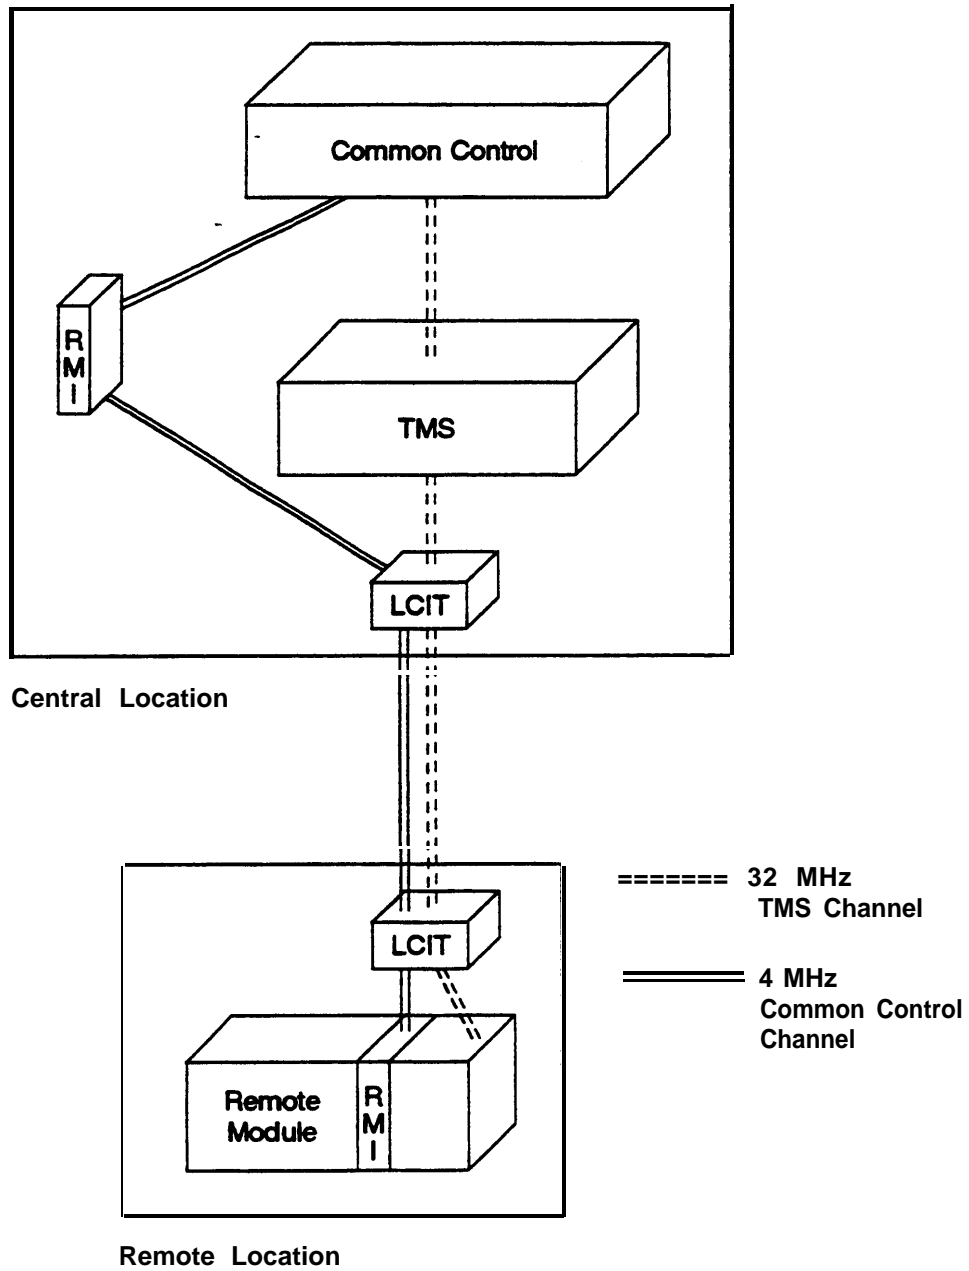 Common Control
R
M
I
TMS
LCIT
Central Location
======= 32 MHz
TMS Channel
LCIT
4 MHz
Common Control
Channel
Remote
Module
R
M
I
Remote Location